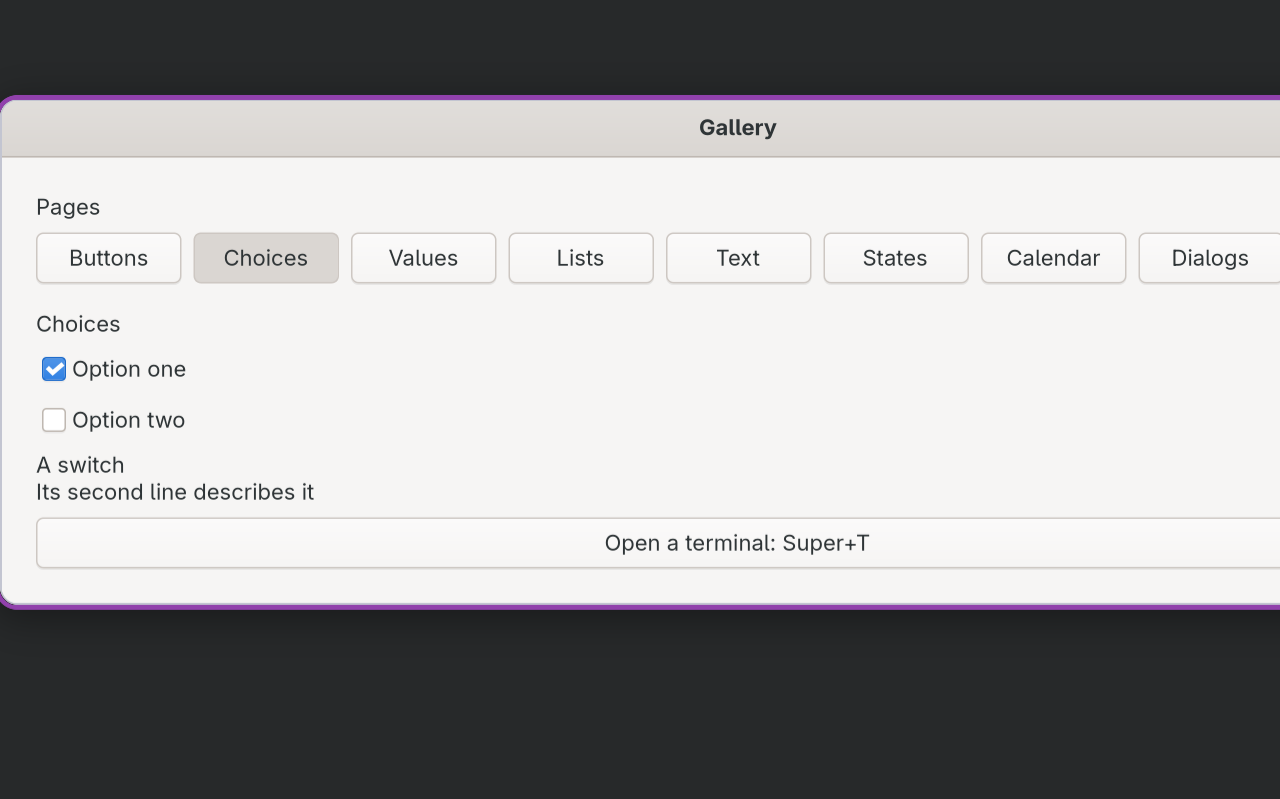 Gallery
Pages
Buttons Choices Values Lists Text States Calendar Dialogs
Choices
Option one
Option two
A switch
Its second line describes it
Open a terminal: Super+T